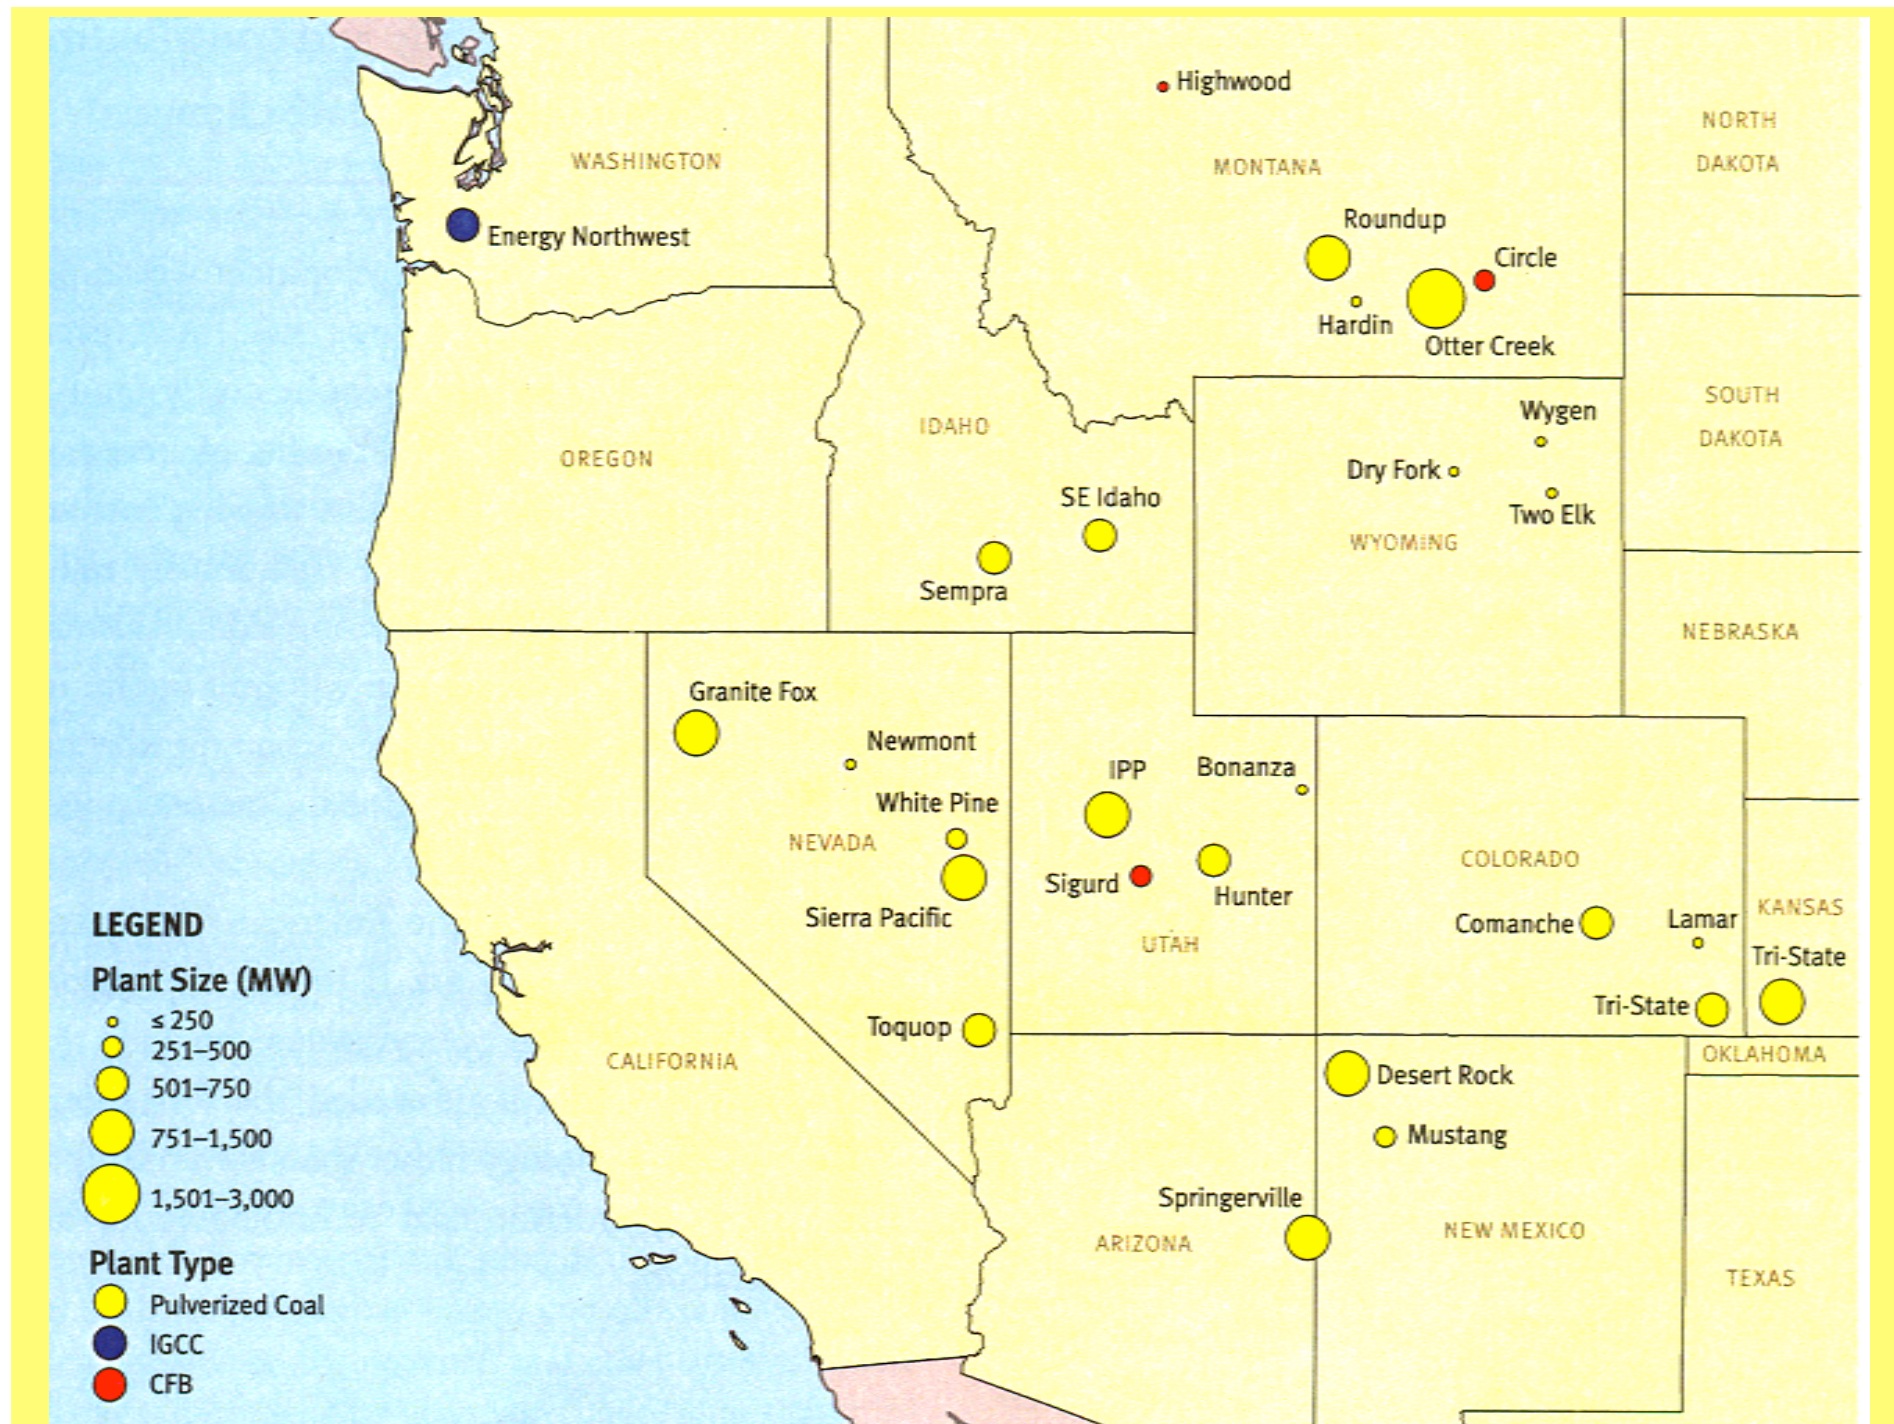 Highwood
NORTH
DAKOTA
WASHINGTON
MONTANA
Roundup
Energy Northwest
Circle
Hardin
Otter Creek
SOUTH
DAKOTA
Wygen
IDAHO
OREGON
Dry Fork
SE Idaho
Two Elk
WYOMING
Sempra
NEBRASKA
Granite Fox
Newmont
IPP
Bonanza
White Pine
NEVADA
COLORADO
Sigurd
Hunter
KANSAS
Sierra Pacific
Comanche
Lamar
UTAH
Tri-State
Tri-State
Toquop
OKLAHOMA
CALIFORNIA
Desert Rock
Mustang
Springerville
NEW MEXICO
ARIZONA
TEXAS
LEGEND
Plant Size (MW)
≤ 250
251–500
501–750
751–1,500
1,501–3,000
Plant Type
Pulverized Coal
IGCC
CFB